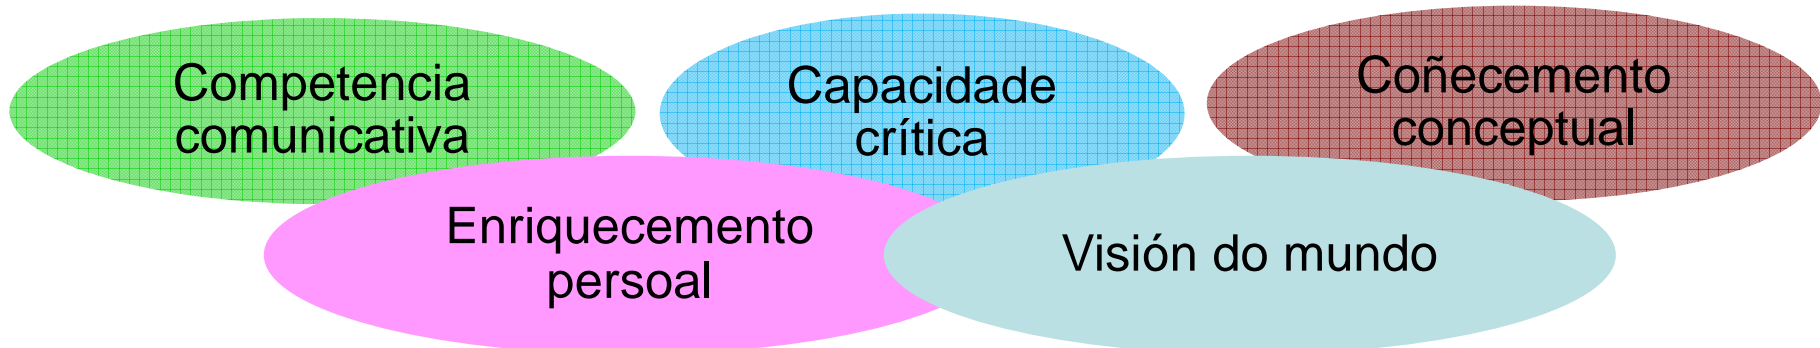 Competencia
comunicativa
Capacidade
crítica
Coñecemento
conceptual
Enriquecemento
persoal
Visión do mundo